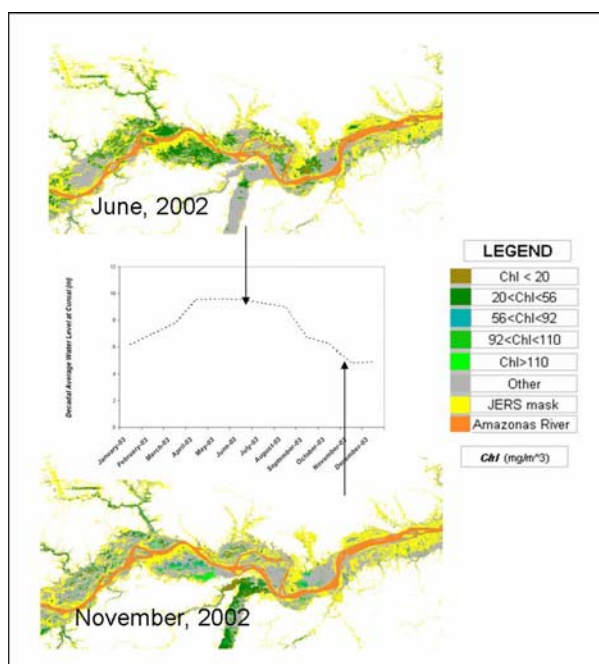 June, 2002
Decadal Average Water Level at Curuai (m)
12
10
8
6
4
2
0
January-03
February-03
March-03
April-03
May-03
June-03
July-03
August-03
September-03
October-03
November-03
December-03
LEGEND
Chl < 20
20<Chl<56
56<Chl<92
92<Chl<110
Chl>110
Other
JERS mask
Amazonas River
Chl (mg/m^3)
November, 2002